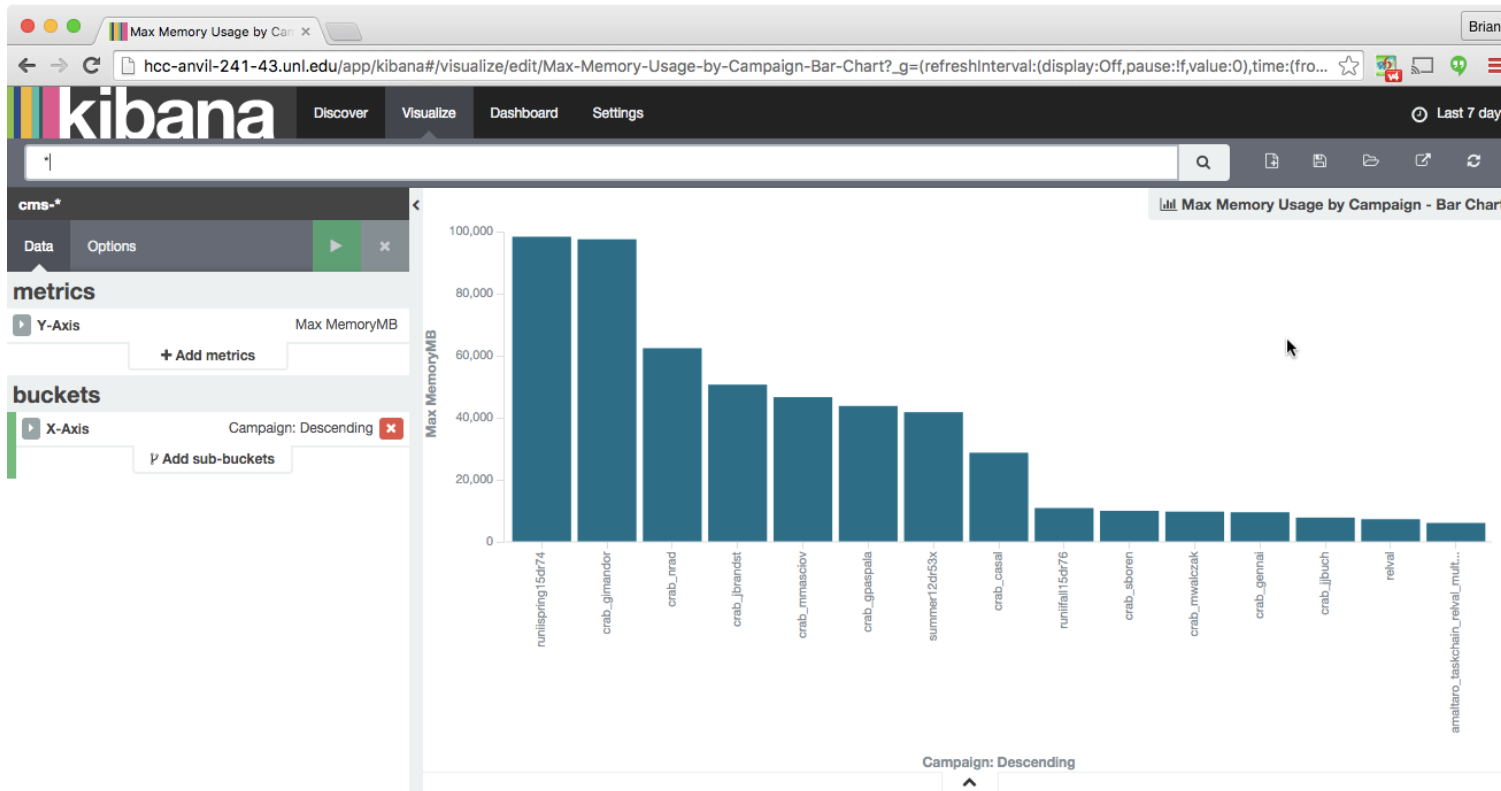 Max Memory Usage by Can
Brian
hcc-anvil-241-43.unl.edu/app/kibana#/visualize/edit/Max-Memory-Usage-by-Campaign-Bar-Chart?_g=(refreshInterval:(display:Off,pause:!f,value:0),time:(fro...
v4
kibana
Discover Visualize Dashboard Settings
Last 7 day
*
cms-*
Max Memory Usage by Campaign - Bar Chart
Data Options
metrics
Y-Axis Max MemoryMB
+ Add metrics
buckets
X-Axis Campaign: Descending
Add sub-buckets
Max MemoryMB
100,000
80,000
60,000
40,000
20,000
0
runiispring15dr74
crab_gimandor
crab_nrad
crab_jbrandst
crab_mmasciov
crab_gpaspala
summer12dr53x
crab_casal
runiifall15dr76
crab_sboren
crab_mwalczak
crab_gennai
crab_jjbuch
relval
amaltaro_taskchain_relval_mult...
Campaign: Descending